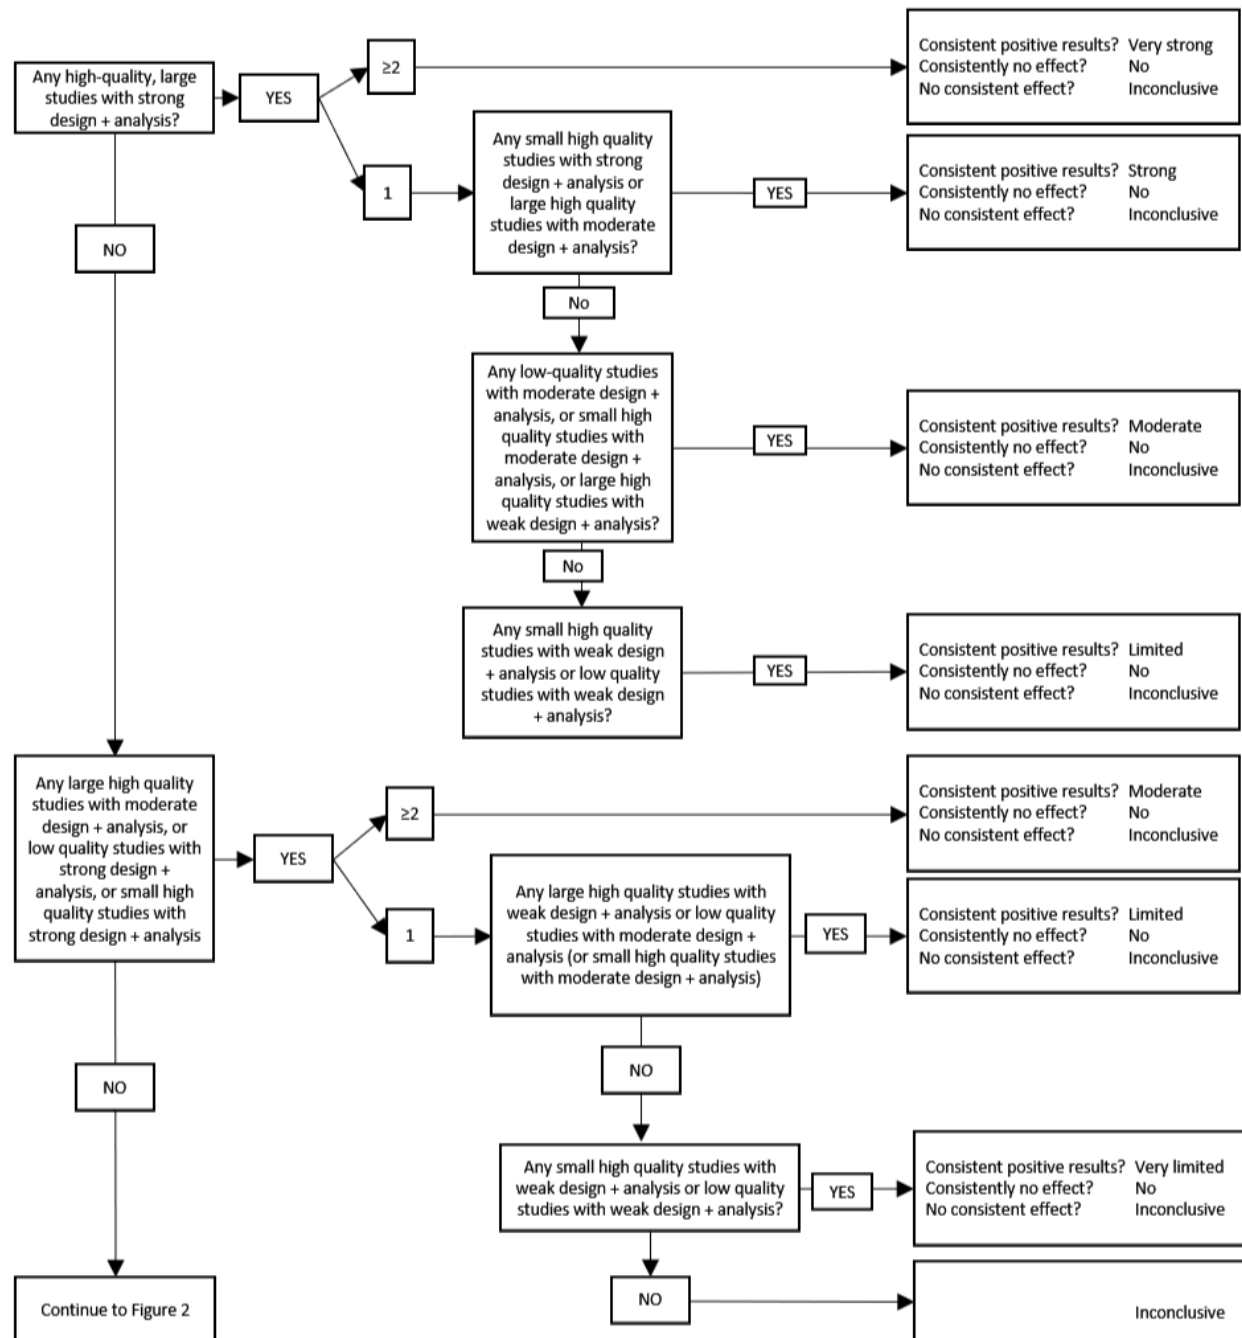 Any high-quality, large
studies with strong
design + analysis?
YES
≥2
Consistent positive results? Very strong
Consistently no effect? No
No consistent effect? Inconclusive
1
Any small high quality
studies with strong
design + analysis or
large high quality
studies with moderate
design + analysis?
YES
Consistent positive results? Strong
Consistently no effect? No
No consistent effect? Inconclusive
NO
No
Any low-quality studies
with moderate design +
analysis, or small high
quality studies with
moderate design +
analysis, or large high
quality studies with
weak design + analysis?
YES
Consistent positive results? Moderate
Consistently no effect? No
No consistent effect? Inconclusive
No
Any small high quality
studies with weak design
+ analysis or low quality
studies with weak design
+ analysis?
YES
Consistent positive results? Limited
Consistently no effect? No
No consistent effect? Inconclusive
Any large high quality
studies with moderate
design + analysis, or
low quality studies with
strong design +
analysis, or small high
quality studies with
strong design + analysis
YES
≥2
Consistent positive results? Moderate
Consistently no effect? No
No consistent effect? Inconclusive
1
Any large high quality studies with
weak design + analysis or low quality
studies with moderate design +
analysis (or small high quality studies
with moderate design + analysis)
YES
Consistent positive results? Limited
Consistently no effect? No
No consistent effect? Inconclusive
NO
NO
Any small high quality studies with
weak design + analysis or low quality
studies with weak design + analysis?
YES
Consistent positive results? Very limited
Consistently no effect? No
No consistent effect? Inconclusive
Continue to Figure 2
NO
Inconclusive